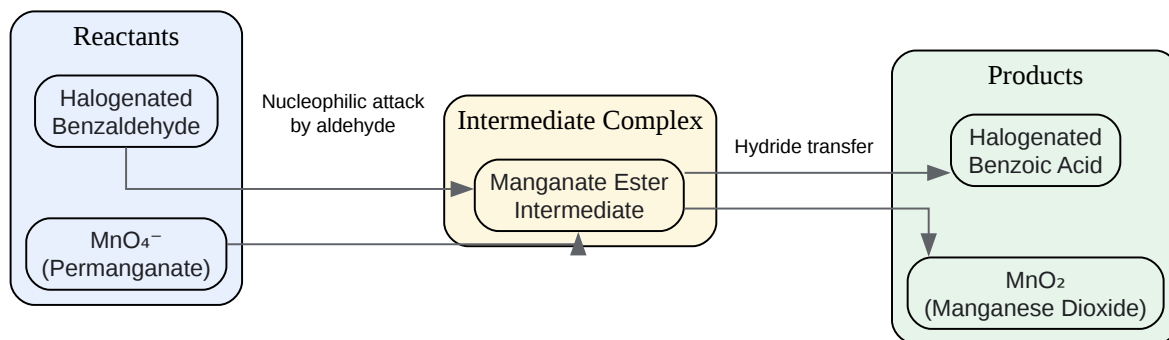 Reactants
Halogenated
Benzaldehyde
MnO₄⁻
(Permanganate)
Nucleophilic attack
by aldehyde
Intermediate Complex
Manganate Ester
Intermediate
Hydride transfer
Products
Halogenated
Benzoic Acid
MnO₂
(Manganese Dioxide)